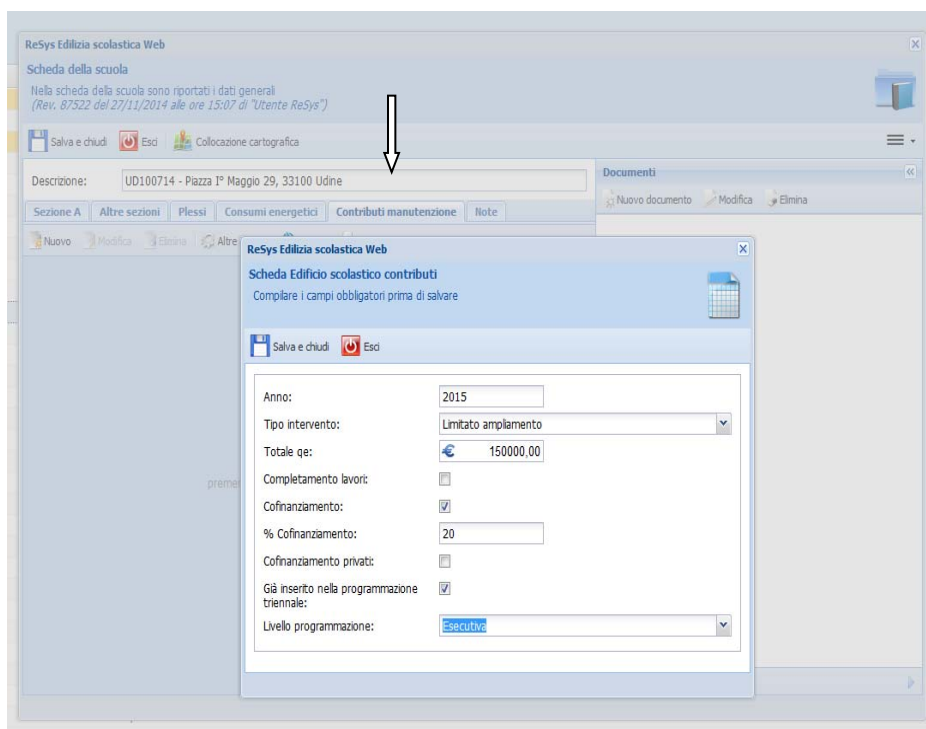 ReSys Edilizia scolastica Web
Scheda della scuola
Nella scheda della scuola sono riportati i dati generali
(Rev. 87522 del 27/11/2014 alle ore 15:07 di "Utente ReSys")
Salva e chiudi Esci Collocazione cartografica
Descrizione: UD100714 - Piazza I° Maggio 29, 33100 Udine
Documenti
Nuovo documento Modifica Elimina
Sezione A Altre sezioni Plessi Consumi energetici Contributi manutenzione Note
Nuovo Modifica Elimina Altre
ReSys Edilizia scolastica Web
Scheda Edificio scolastico contributi
Compilare i campi obbligatori prima di salvare
Salva e chiudi Esci
Anno: 2015
Tipo intervento: Limitato ampliamento
Totale qe: € 150000,00
Completamento lavori:
Cofinanziamento:
% Cofinanziamento: 20
Cofinanziamento privati:
Già inserito nella programmazione
triennale:
Livello programmazione: Esecutiva